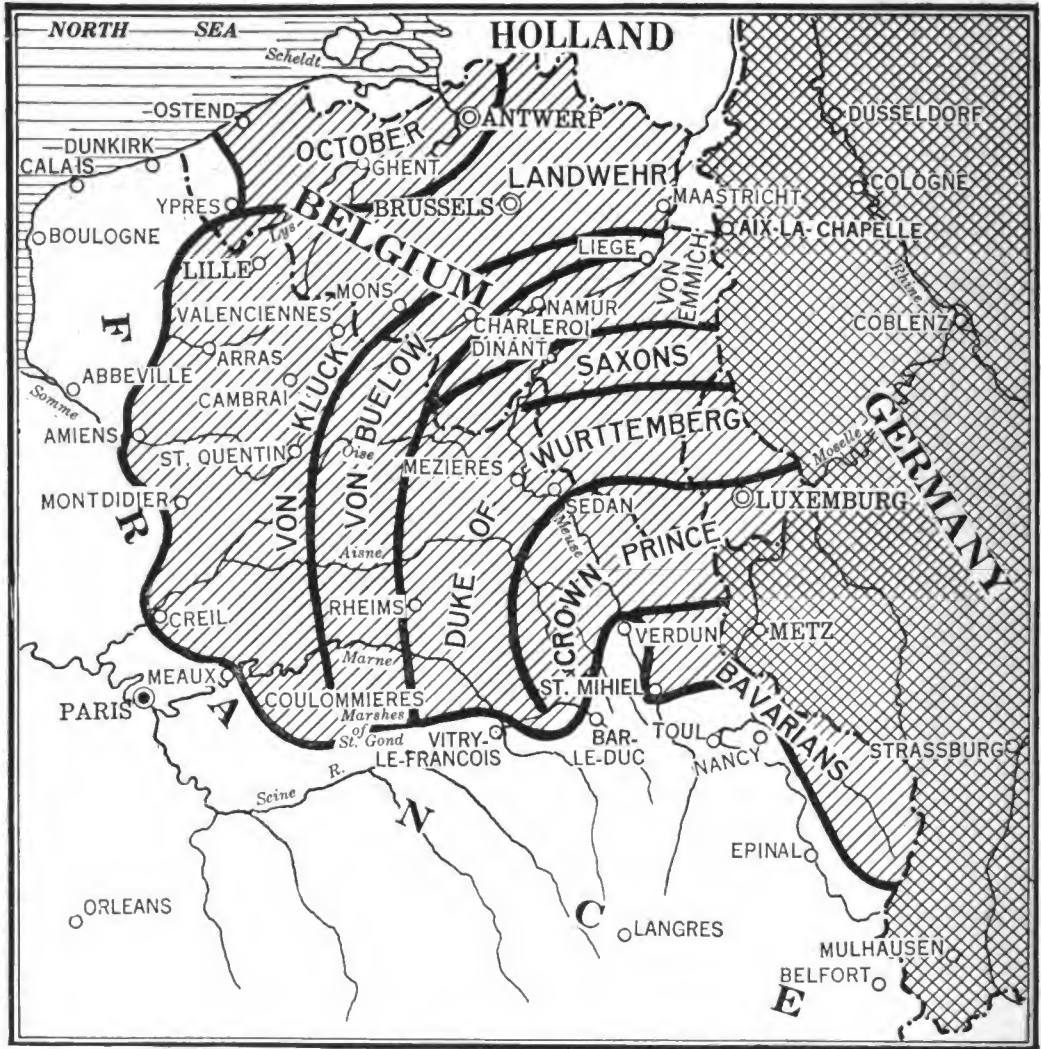 NORTH SEA
HOLLAND
Scheldt
OSTEND
ANTWERP
DUSSELDORF
DUNKIRK
OCTOBER
GHENT
CALAIS
LANDWEHR
COLOGNE
MAASTRICHT
YPRES
BRUSSELS
AIX-LA-CHAPELLE
BOULOGNE
Lys
BELGIUM
LIEGE
VON EMMICH
Rhine
LILLE
MONS
NAMUR
VALENCIENNES
CHARLEROI
COBLENZ
F
ARRAS
DINANT
SAXONS
ABBEVILLE
CAMBRAI
VON KLUCK
VON BUELOW
Somme
GERMANY
AMIENS
ST. QUENTIN
Oise
MEZIERES
WURTTEMBERG
Moselle
MONTDIDIER
SEDAN
LUXEMBURG
R
DUKE OF
Meuse
Aisne
CROWN PRINCE
CREIL
RHEIMS
VERDUN
METZ
Marne
MEAUX
COULOMMIERES
ST. MIHIEL
BAVARIANS
PARIS
A
Marshes
of
St. Gond
VITRY-
LE-FRANCOIS
BAR-
LE-DUC
TOUL
NANCY
STRASSBURG
Seine R.
N
EPINAL
ORLEANS
C
LANGRES
MULHAUSEN
BELFORT
E